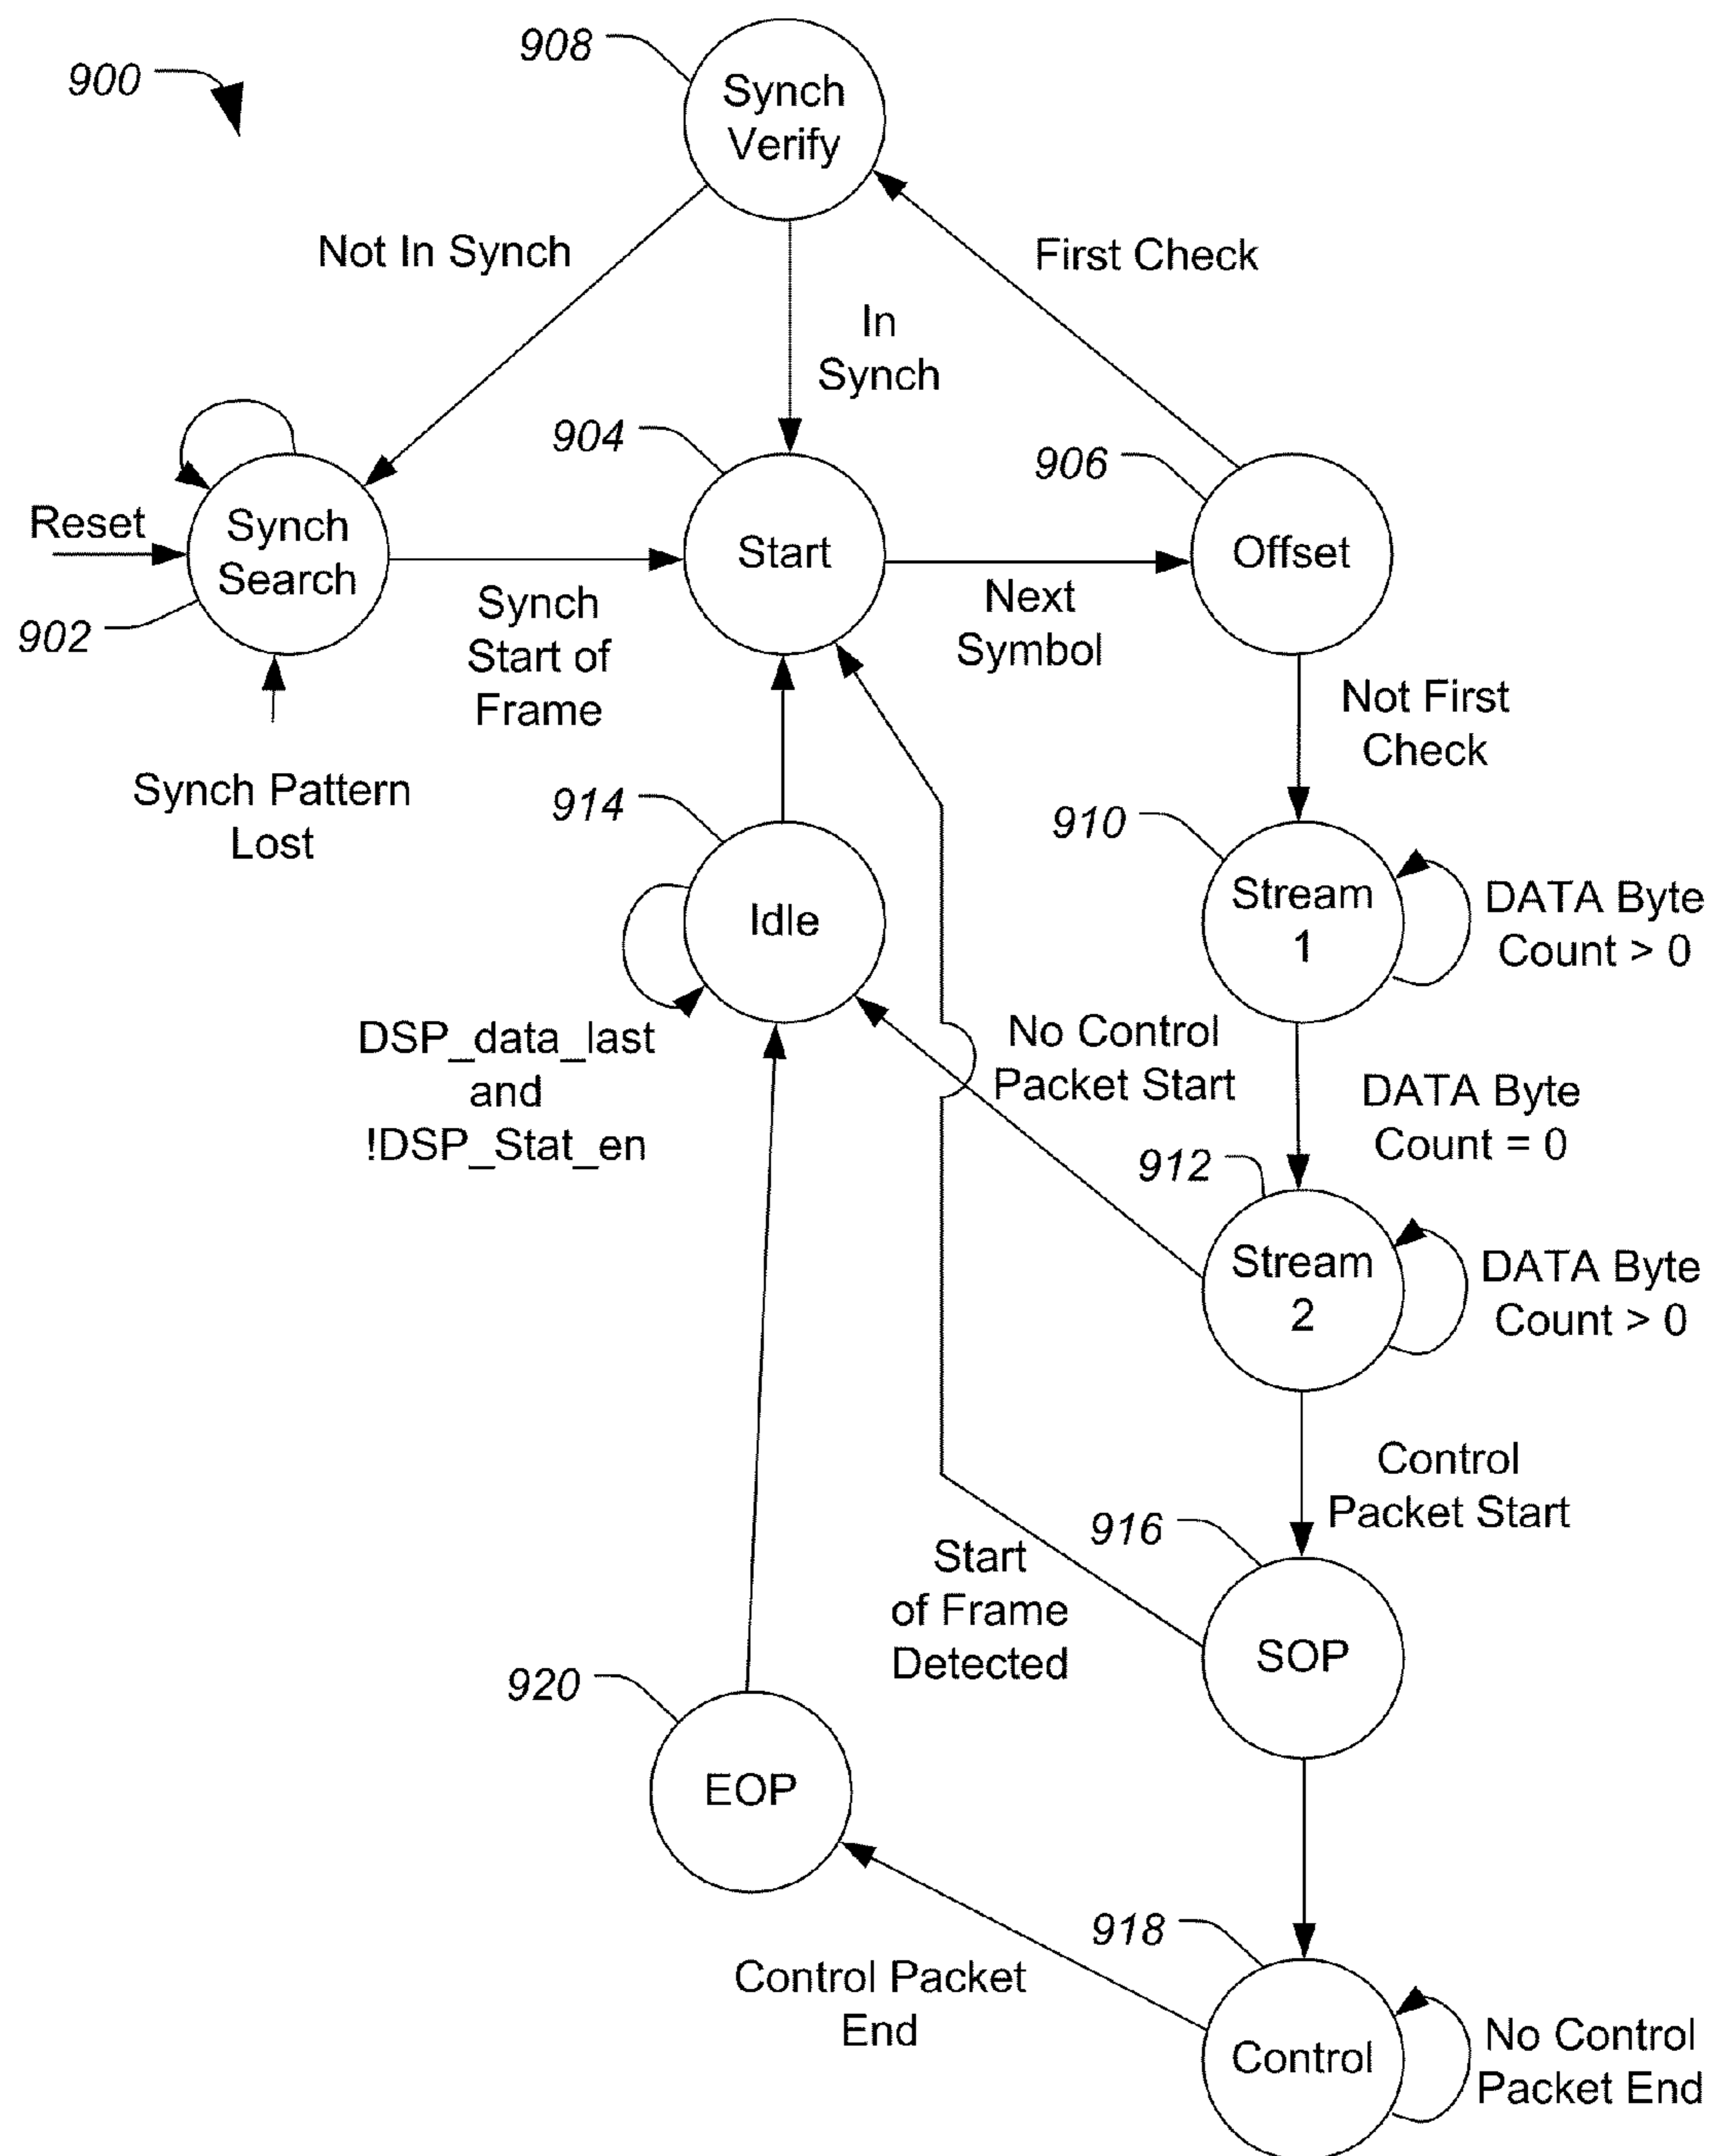 908
900
Synch
Verify
Not In Synch
First Check
In
Synch
904
906
Reset
Synch
Search
Start
Offset
902
Synch
Start of
Frame
Next
Symbol
Not First
Check
Synch Pattern
Lost
914
910
Idle
Stream
1
DATA Byte
Count > 0
DSP_data_last
and
!DSP_Stat_en
No Control
Packet Start
DATA Byte
Count = 0
912
Stream
2
DATA Byte
Count > 0
Control
Packet Start
916
Start
of Frame
Detected
SOP
920
EOP
918
Control Packet
End
Control
No Control
Packet End